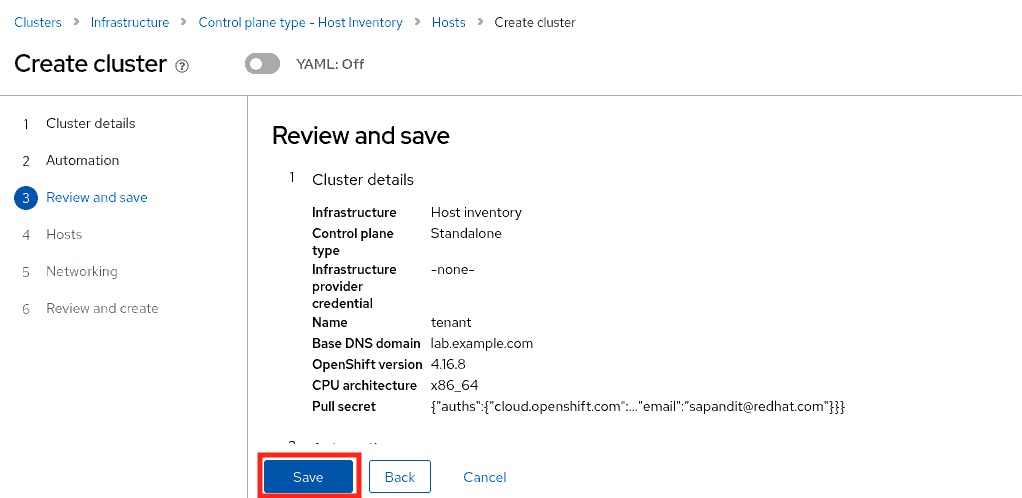 Clusters > Infrastructure > Control plane type - Host Inventory > Hosts > Create cluster
Create cluster
YAML: Off
1 Cluster details
2 Automation
3 Review and save
4 Hosts
5 Networking
6 Review and create
Review and save
1 Cluster details
Infrastructure Host inventory
Control plane type Standalone
Infrastructure provider credential -none-
Name tenant
Base DNS domain lab.example.com
OpenShift version 4.16.8
CPU architecture x86_64
Pull secret {"auths":{"cloud.openshift.com":..."email":"sapandit@redhat.com"}}}
Save Back Cancel